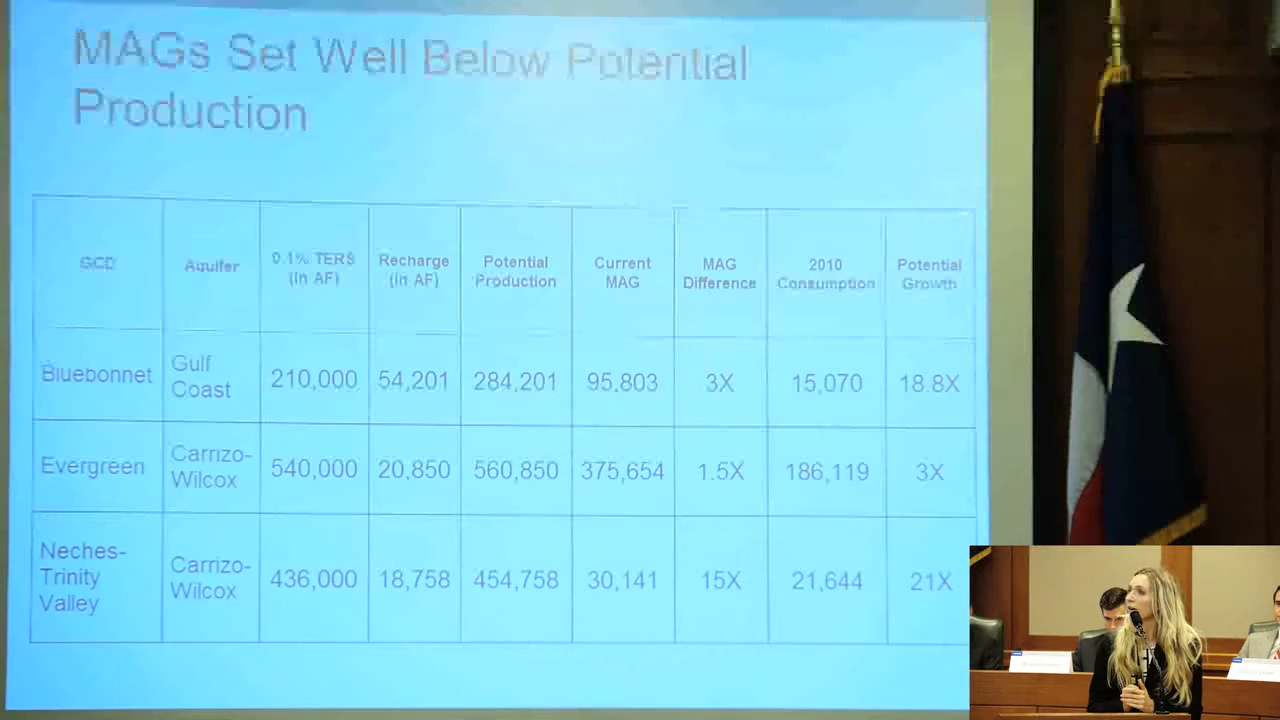 MAGs Set Well Below Potential
Production
GCD
Aquifer
0.1% TERS
(in AF)
Recharge
(in AF)
Potential
Production
Current
MAG
MAG
Difference
2010
Consumption
Potential
Growth
Bluebonnet
Gulf
Coast
210,000
54,201
284,201
95,803
3X
15,070
18.8X
Evergreen
Carrizo-
Wilcox
540,000
20,850
560,850
375,654
1.5X
186,119
3X
Neches-
Trinity
Valley
Carrizo-
Wilcox
436,000
18,758
454,758
30,141
15X
21,644
21X